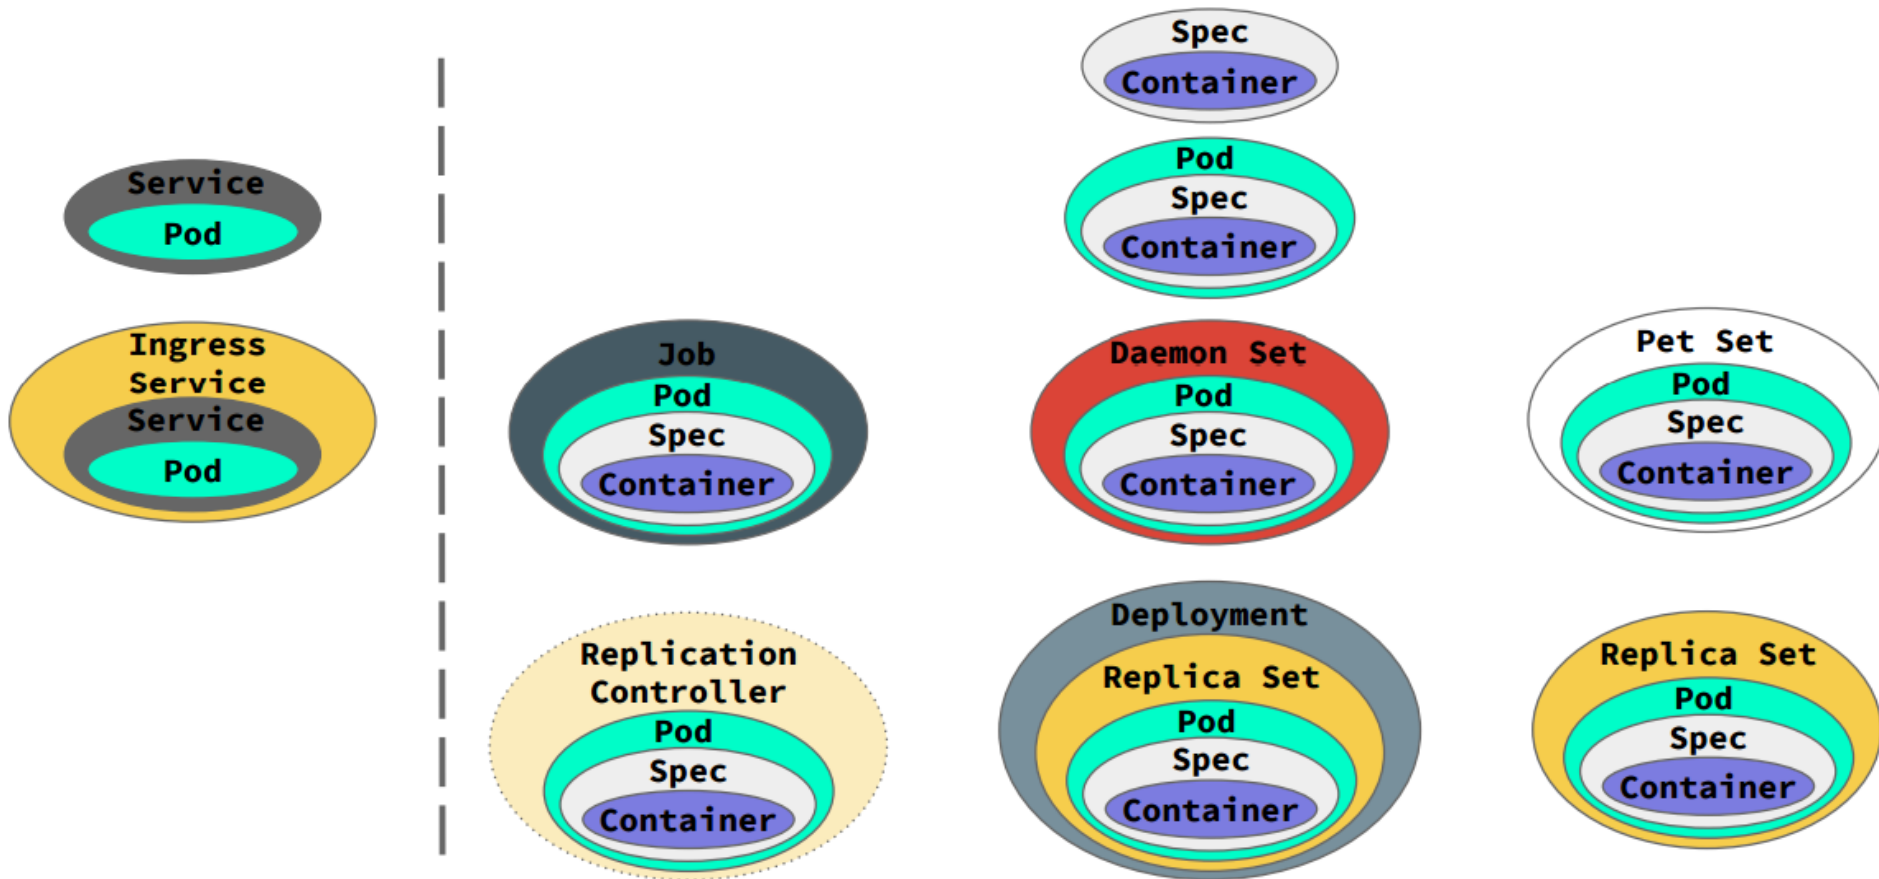 Spec
Container
Pod
Spec
Container
Service
Pod
Ingress
Service
Service
Pod
Job
Pod
Spec
Container
Daemon Set
Pod
Spec
Container
Pet Set
Pod
Spec
Container
Replication
Controller
Pod
Spec
Container
Deployment
Replica Set
Pod
Spec
Container
Replica Set
Pod
Spec
Container